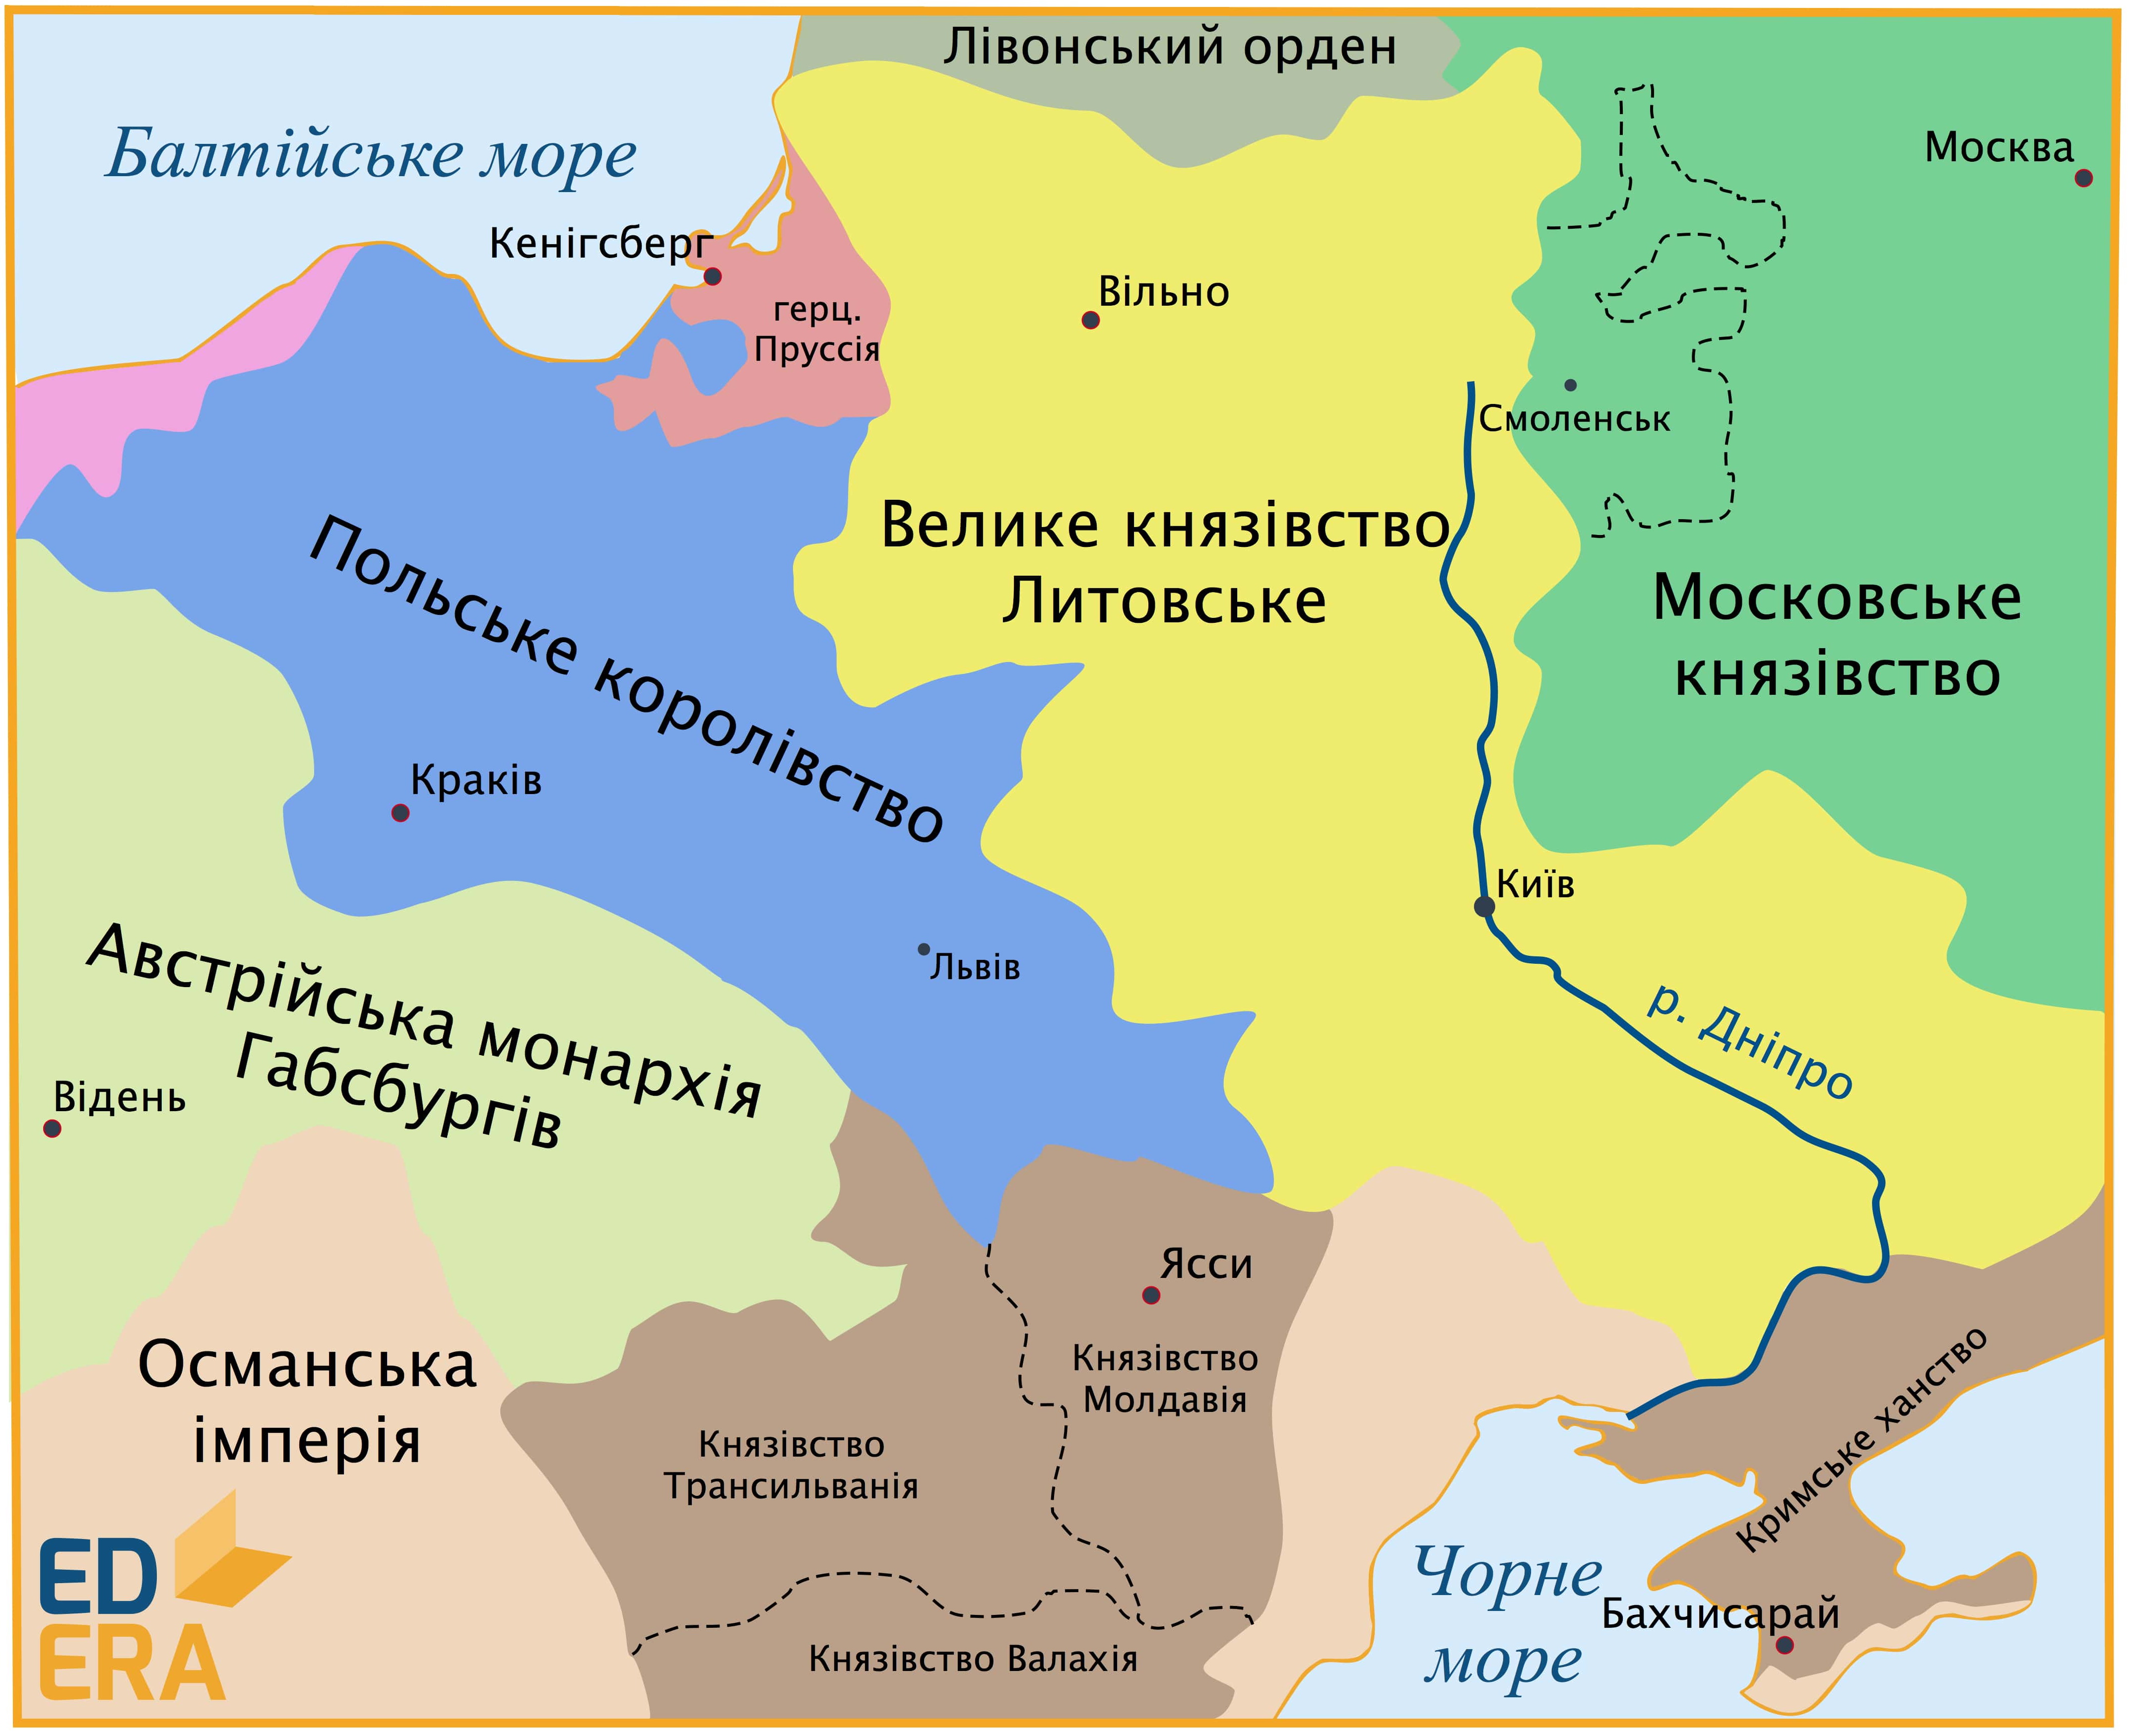 Лівонський орден
Балтійське море
Москва
Кенігсберг
Вільно
герц.
Пруссія
Смоленськ
Велике князівство
Литовське
Польське королівство
Московське
князівство
Краків
Київ
Львів
Австрійська монархія
Габсбургів
р. Дніпро
Відень
Ясси
Османська
імперія
Князівство
Молдавія
Князівство
Трансильванія
Кримське ханство
Чорне
море
Бахчисарай
Князівство Валахія
ED
ERA